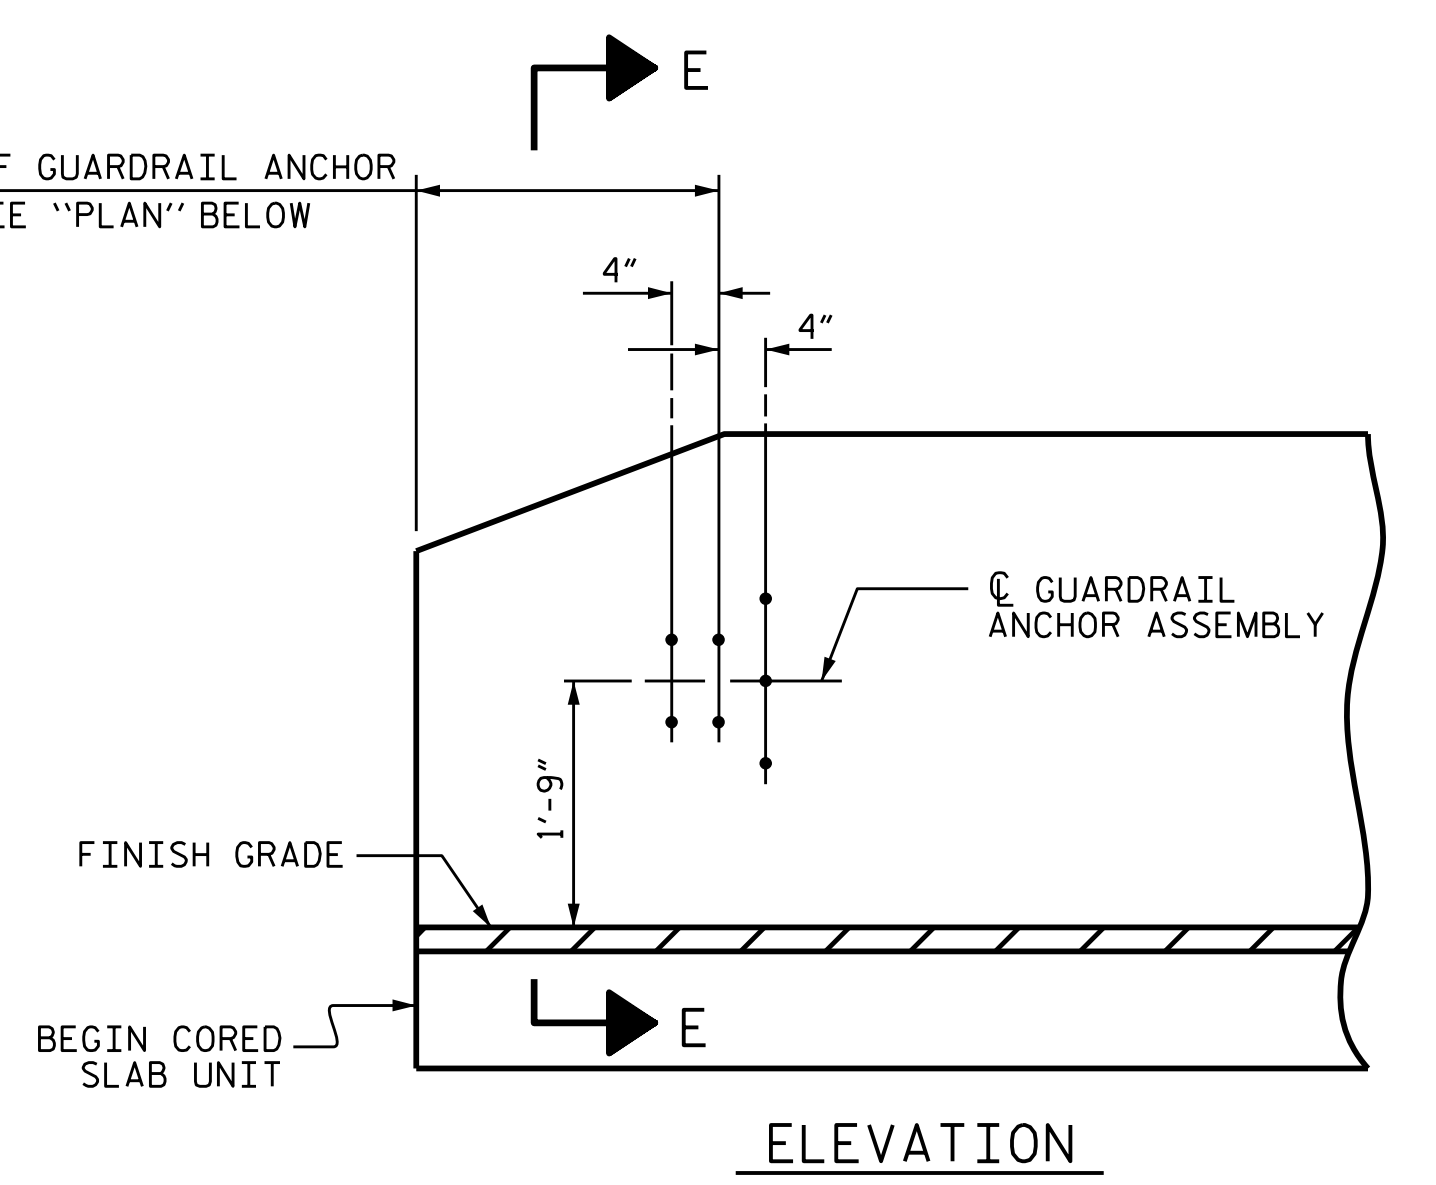 E
GUARDRAIL ANCHOR
"PLAN" BELOW
4"
4"
℄ GUARDRAIL
ANCHOR ASSEMBLY
1'-9"
FINISH GRADE
BEGIN CORED
SLAB UNIT
E
ELEVATION